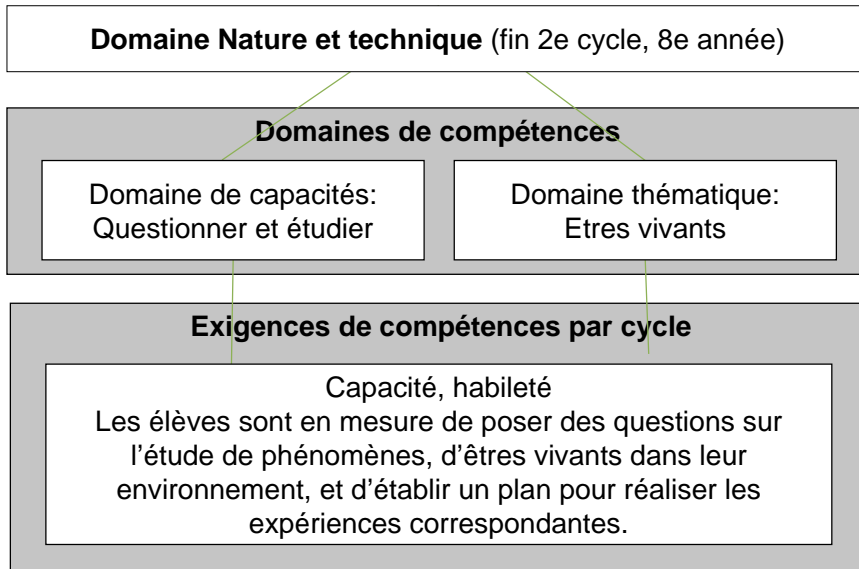 Domaine Nature et technique (fin 2e cycle, 8e année)
Domaines de compétences
Domaine de capacités:
Questionner et étudier
Domaine thématique:
Etres vivants
Exigences de compétences par cycle
Capacité, habileté
Les élèves sont en mesure de poser des questions sur
l’étude de phénomènes, d’êtres vivants dans leur
environnement, et d’établir un plan pour réaliser les
expériences correspondantes.